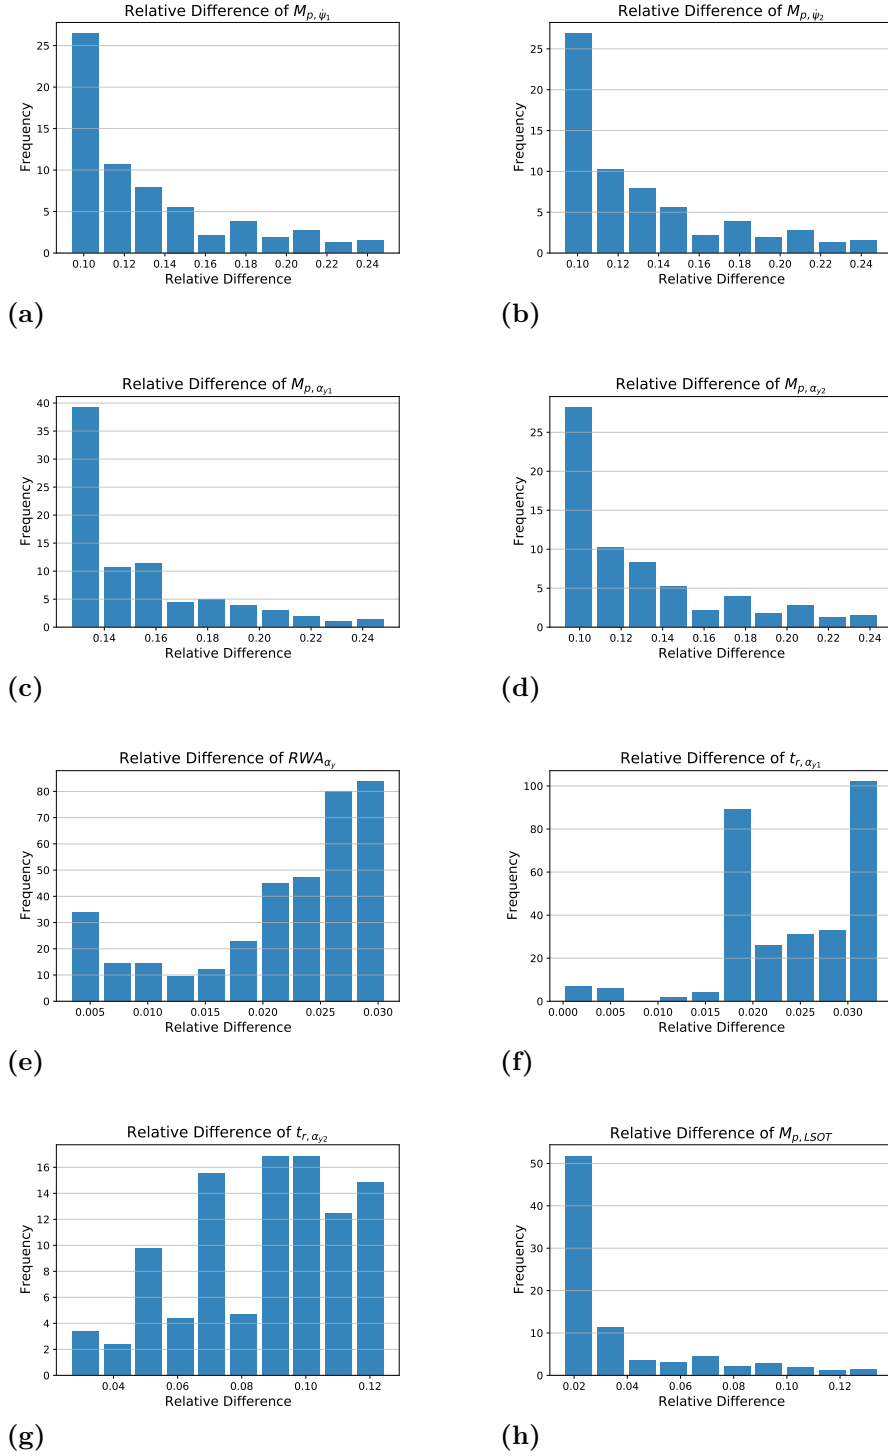 Relative Difference of $M_{p,\dot{\psi}_1}$
25
20
15
10
5
0
Frequency
0.10 0.12 0.14 0.16 0.18 0.20 0.22 0.24
Relative Difference
(a)
Relative Difference of $M_{p,\dot{\psi}_2}$
25
20
15
10
5
0
Frequency
0.10 0.12 0.14 0.16 0.18 0.20 0.22 0.24
Relative Difference
(b)
Relative Difference of $M_{p,\alpha_{y1}}$
40
35
30
25
20
15
10
5
0
Frequency
0.14 0.16 0.18 0.20 0.22 0.24
Relative Difference
(c)
Relative Difference of $M_{p,\alpha_{y2}}$
25
20
15
10
5
0
Frequency
0.10 0.12 0.14 0.16 0.18 0.20 0.22 0.24
Relative Difference
(d)
Relative Difference of $RWA_{\alpha_y}$
80
70
60
50
40
30
20
10
0
Frequency
0.005 0.010 0.015 0.020 0.025 0.030
Relative Difference
(e)
Relative Difference of $t_{r,\alpha_{y1}}$
100
80
60
40
20
0
Frequency
0.000 0.005 0.010 0.015 0.020 0.025 0.030
Relative Difference
(f)
Relative Difference of $t_{r,\alpha_{y2}}$
16
14
12
10
8
6
4
2
0
Frequency
0.04 0.06 0.08 0.10 0.12
Relative Difference
(g)
Relative Difference of $M_{p,LSOT}$
50
40
30
20
10
0
Frequency
0.02 0.04 0.06 0.08 0.10 0.12
Relative Difference
(h)